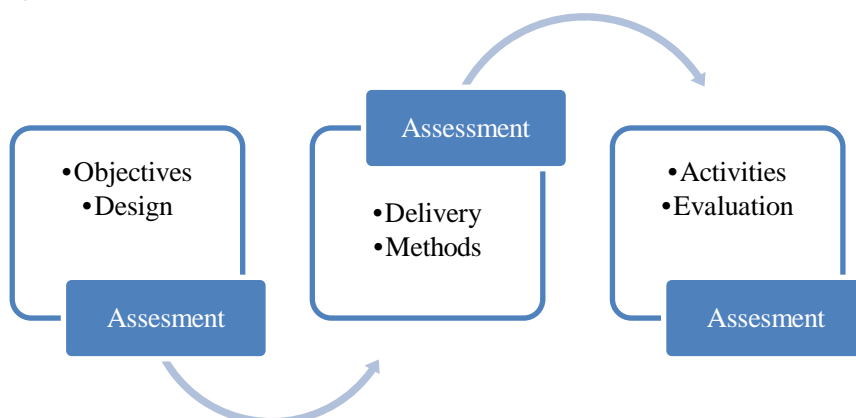 •Objectives
•Design
Assesment
Assessment
•Delivery
•Methods
•Activities
•Evaluation
Assesment